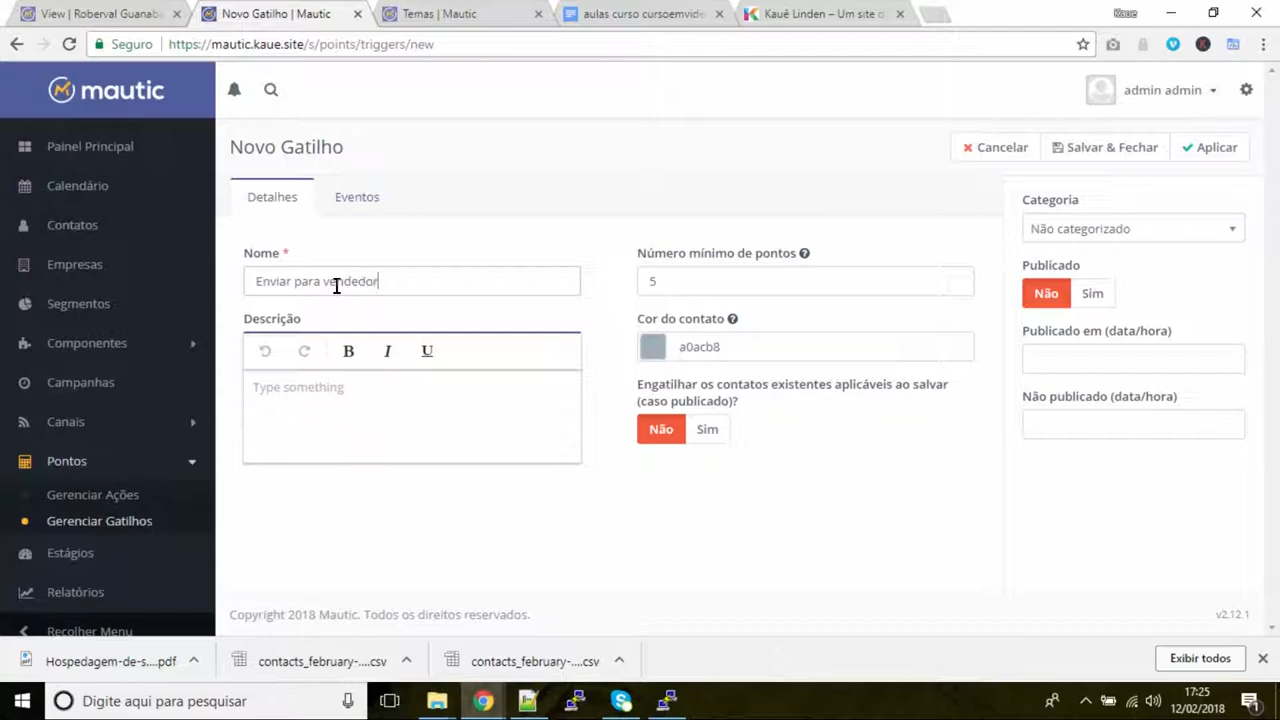 View | Roberval Guanaba
Novo Gatilho | Mautic
Temas | Mautic
aulas curso cursoemvide
Kauê Linden – Um site d
Kaue
Seguro
https://mautic.kaue.site/s/points/triggers/new
mautic
admin admin
Painel Principal
Calendário
Contatos
Empresas
Segmentos
Componentes
Campanhas
Canais
Pontos
Gerenciar Ações
Gerenciar Gatilhos
Estágios
Relatórios
Recolher Menu
Novo Gatilho
Cancelar
Salvar & Fechar
Aplicar
Detalhes
Eventos
Nome *
Enviar para vendedor
Descrição
B I U
Type something
Número mínimo de pontos
5
Cor do contato
a0acb8
Engatilhar os contatos existentes aplicáveis ao salvar
(caso publicado)?
Não Sim
Categoria
Não categorizado
Publicado
Não Sim
Publicado em (data/hora)
Não publicado (data/hora)
Copyright 2018 Mautic. Todos os direitos reservados.
v2.12.1
Hospedagem-de-s....pdf
contacts_february-....csv
contacts_february-....csv
Exibir todos
Digite aqui para pesquisar
17:25
12/02/2018